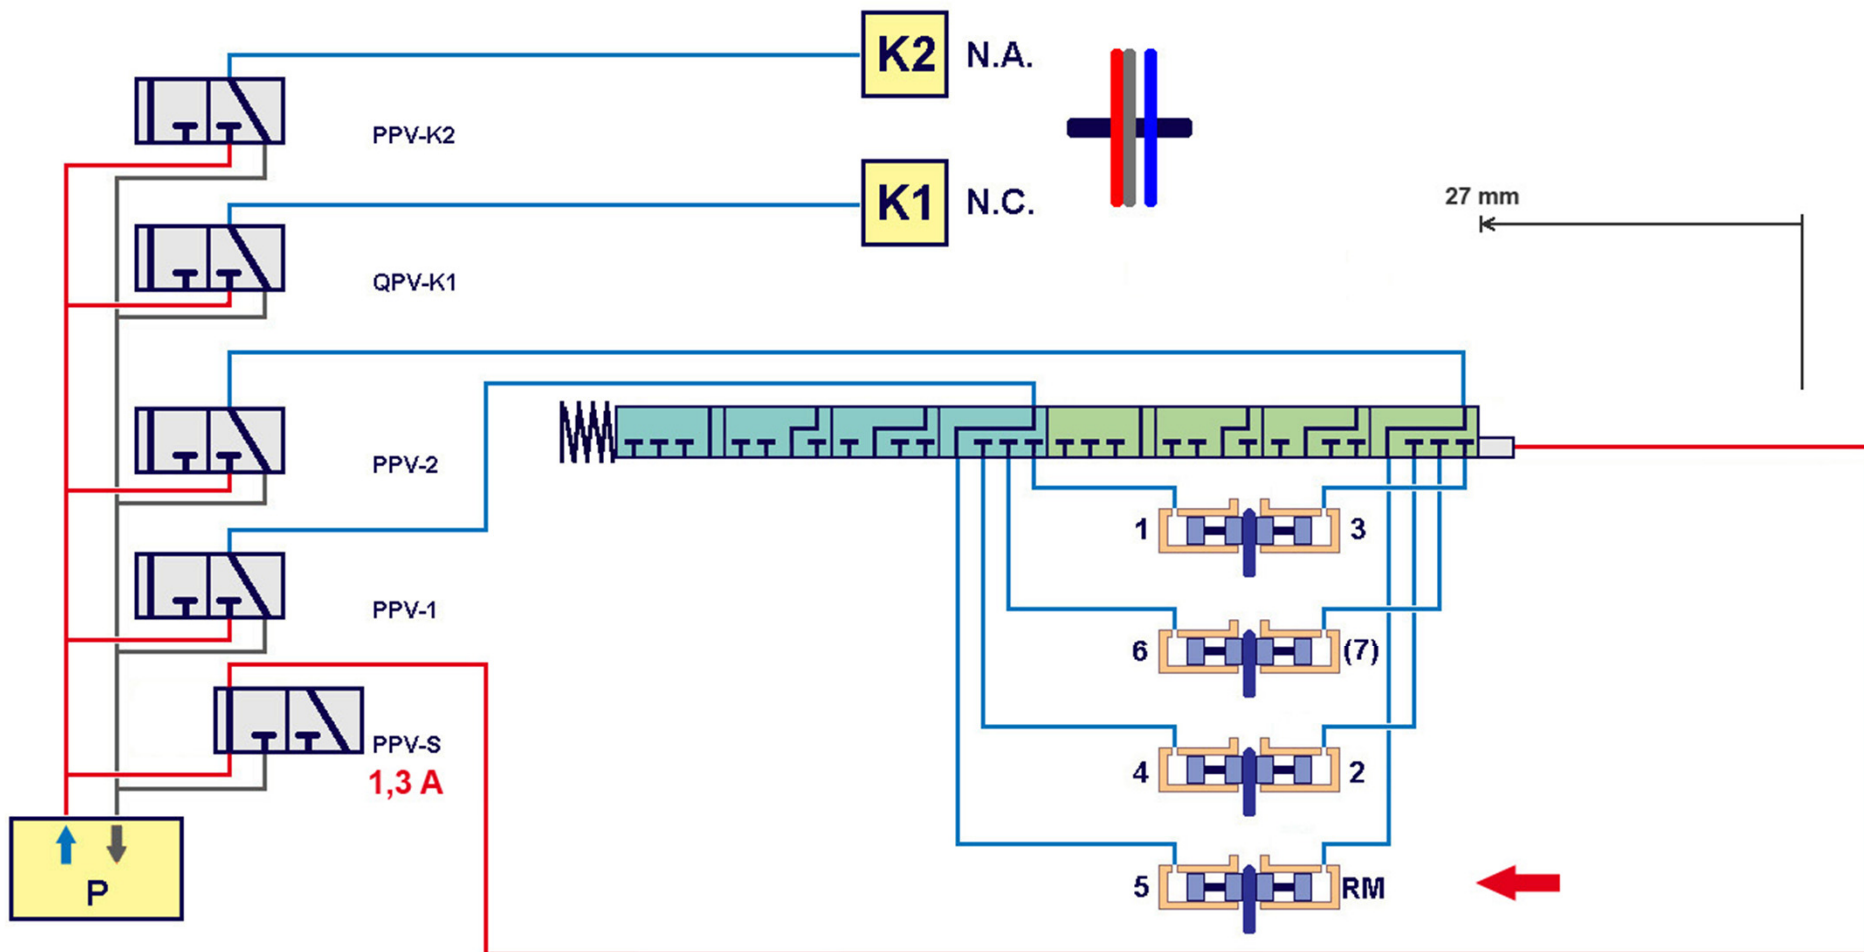 K2 N.A.
PPV-K2
K1 N.C.
27 mm
QPV-K1
PPV-2
1 3
PPV-1
6 (7)
PPV-S
1,3 A
4 2
P
5 RM